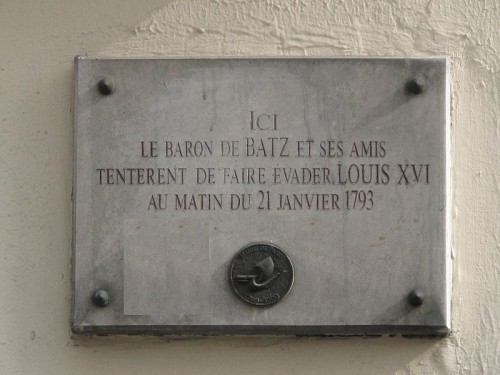 ICI
LE BARON DE BATZ ET SES AMIS
TENTERENT DE FAIRE EVADER LOUIS XVI
AU MATIN DU 21 JANVIER 1793